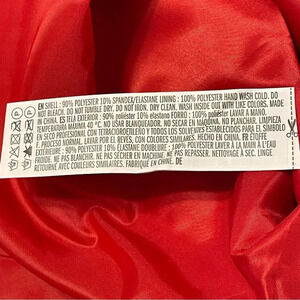 EN SHELL : 90% POLYESTER 10% SPANDEX/ELASTANE LINING : 100% POLYESTER HAND WASH COLD. DO
NOT BLEACH. DO NOT TUMBLE DRY. DO NOT IRON. DRY CLEAN. WASH INSIDE OUT WITH LIKE COLORS. MADE
IN CHINA. ES TELA EXTERIOR : 90% poliéster 10% elastano FORRO : 100% poliéster LAVAR A MANO.
TEMPERATURA MÁXIMA 40 °C. NO USAR BLANQUEADOR. NO SECAR EN MÁQUINA. NO PLANCHAR. LIMPIEZA
EN SECO PROFESIONAL CON TETRACLOROETILENO Y TODOS LOS SOLVENTES ESTABLECIDOS PARA EL SÍMBOLO
F. PROCESO NORMAL. LAVAR DEL REVÉS CON COLORES SIMILARES. HECHO EN CHINA. FR ÉTOFFE
EXTÉRIEURE : 90% POLYESTER 10% ÉLASTHANNE DOUBLURE : 100% POLYESTER LAVER À LA MAIN À L'EAU
FROIDE. NE PAS BLANCHIR. NE PAS SÉCHER EN MACHINE. NE PAS REPASSER. NETTOYAGE À SEC. LINGE
RETOURNÉ AVEC COULEURS SIMILAIRES. FABRIQUÉ EN CHINE. DE